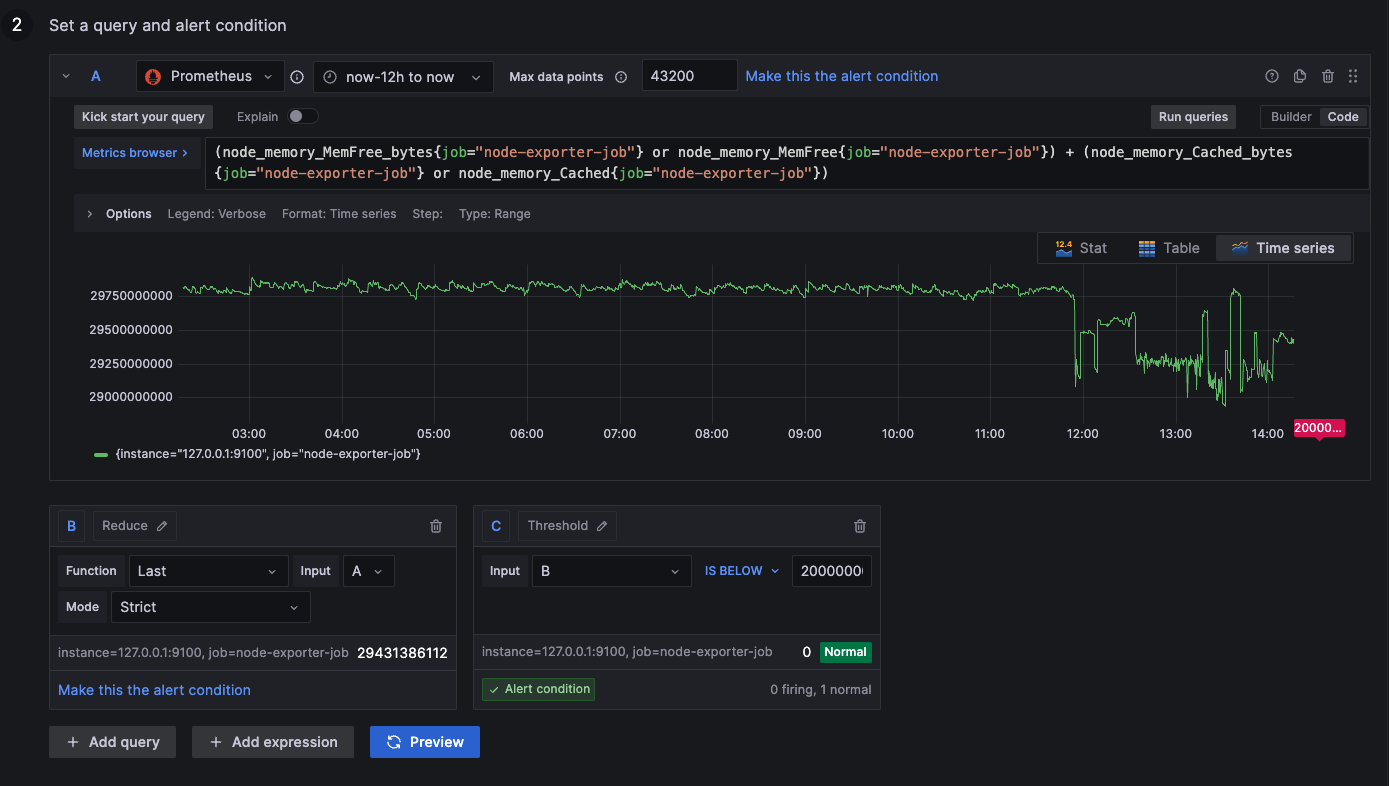 2 Set a query and alert condition
A Prometheus now-12h to now Max data points 43200 Make this the alert condition
Kick start your query Explain Run queries Builder Code
Metrics browser > (node_memory_MemFree_bytes{job="node-exporter-job"} or node_memory_MemFree{job="node-exporter-job"}) + (node_memory_Cached_bytes
{job="node-exporter-job"} or node_memory_Cached{job="node-exporter-job"})
> Options Legend: Verbose Format: Time series Step: Type: Range
12.4 Stat Table Time series
29750000000
29500000000
29250000000
29000000000
03:00 04:00 05:00 06:00 07:00 08:00 09:00 10:00 11:00 12:00 13:00 14:00 20000...
{instance="127.0.0.1:9100", job="node-exporter-job"}
B Reduce
Function Last Input A
Mode Strict
instance=127.0.0.1:9100, job=node-exporter-job 29431386112
Make this the alert condition
C Threshold
Input B IS BELOW 20000000
instance=127.0.0.1:9100, job=node-exporter-job 0 Normal
Alert condition 0 firing, 1 normal
+ Add query + Add expression Preview